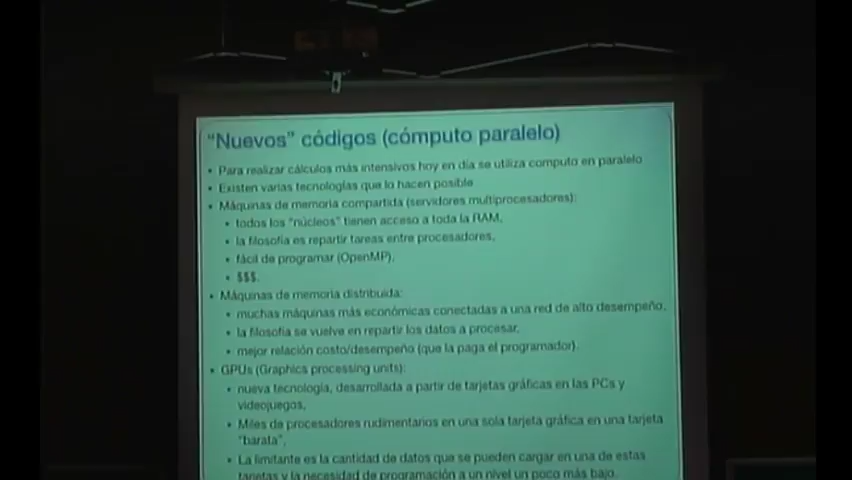 “Nuevos” códigos (cómputo paralelo)
• Para realizar cálculos más intensivos hoy en día se utiliza computo en paralelo
• Existen varias tecnologías que lo hacen posible
• Máquinas de memoria compartida (servidores multiprocesadores):
• todos los “núcleos” tienen acceso a toda la RAM,
• la filosofía es repartir tareas entre procesadores,
• fácil de programar (OpenMP),
• $$$.
• Máquinas de memoria distribuida:
• muchas máquinas más económicas conectadas a una red de alto desempeño,
• la filosofía se vuelve en repartir los datos a procesar,
• mejor relación costo/desempeño (que la paga el programador).
• GPUs (Graphics processing units):
• nueva tecnología, desarrollada a partir de tarjetas gráficas en las PCs y
videojuegos,
• Miles de procesadores rudimentarios en una sola tarjeta gráfica en una tarjeta
“barata”,
• La limitante es la cantidad de datos que se pueden cargar en una de estas
tarjetas y la necesidad de programación a un nivel un poco más bajo.